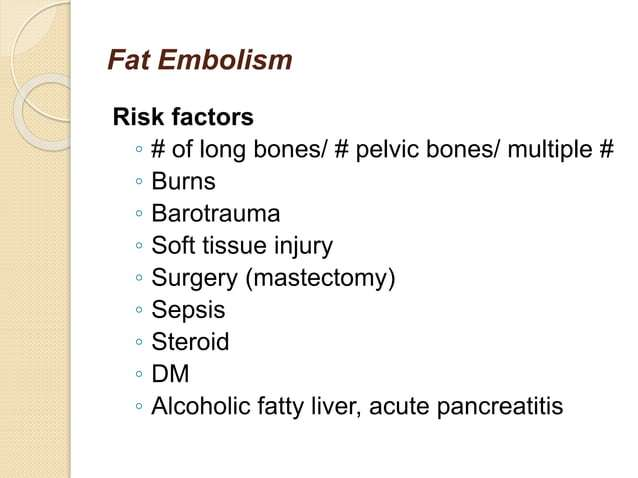 Fat Embolism
Risk factors
◦ # of long bones/ # pelvic bones/ multiple #
◦ Burns
◦ Barotrauma
◦ Soft tissue injury
◦ Surgery (mastectomy)
◦ Sepsis
◦ Steroid
◦ DM
◦ Alcoholic fatty liver, acute pancreatitis